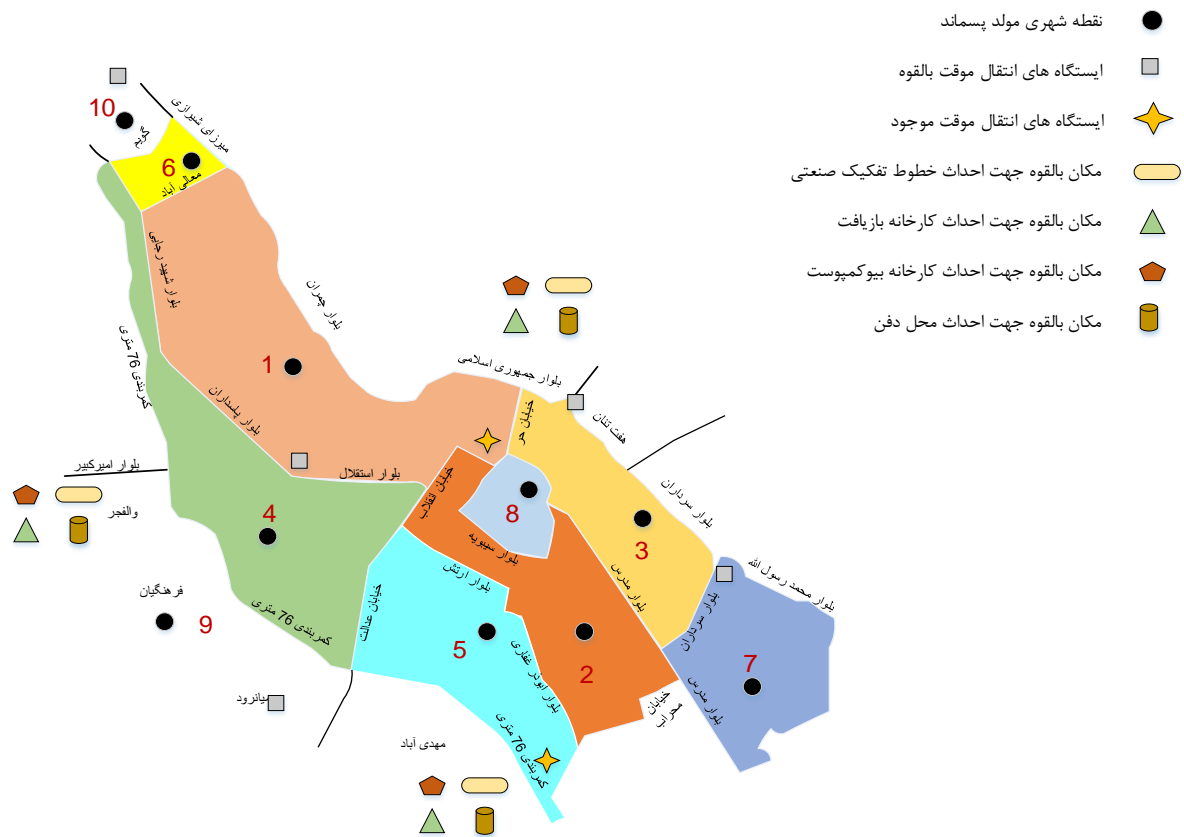 نقطه شهری مولد پسماند
ایستگاه های انتقال موقت بالقوه
ایستگاه های انتقال موقت موجود
مکان بالقوه جهت احداث خطوط تفکیک صنعتی
مکان بالقوه جهت احداث کارخانه بازیافت
مکان بالقوه جهت احداث کارخانه بیوکمپوست
مکان بالقوه جهت احداث محل دفن
میرزای شیرازی
10
6
معالی آباد
بلوار شهید رجایی
بلوار چمران
کمربندی 76 متری
1
بلوار جمهوری اسلامی
بلوار پاسداران
خیابان حر
هفت تنان
بلوار امیرکبیر
بلوار استقلال
خیابان انقلاب
بلوار سرداران
والفجر
4
8
3
بلوار سیبویه
بلوار ارتش
بلوار مدرس
بلوار محمد رسول الله
فرهنگیان
9
کمربندی 76 متری
خیابان عدالت
5
بلوار ابوذر غفاری
2
بلوار سرداران
7
میانرود
خیابان
محراب
بلوار مدرس
مهدی آباد
کمربندی 76 متری